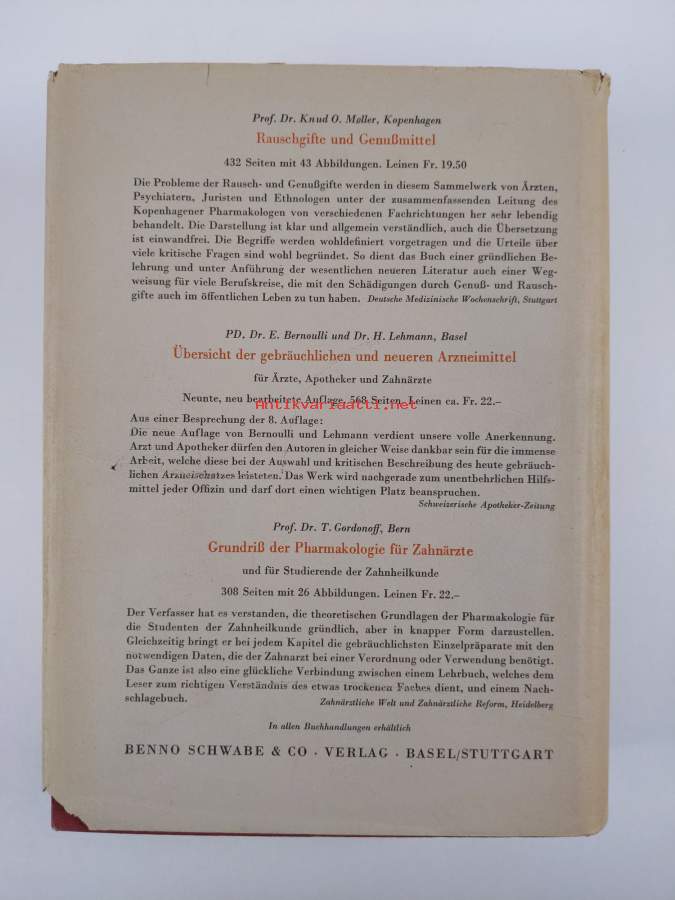 Prof. Dr. Knud O. Møller, Kopenhagen
Rauschgifte und Genußmittel
432 Seiten mit 43 Abbildungen. Leinen Fr. 19.50
Die Probleme der Rausch- und Genußgifte werden in diesem Sammelwerk von Ärzten,
Psychiatern, Juristen und Ethnologen unter der zusammenfassenden Leitung des
Kopenhagener Pharmakologen von verschiedenen Fachrichtungen her sehr lebendig
behandelt. Die Darstellung ist klar und allgemein verständlich, auch die Übersetzung
ist einwandfrei. Die Begriffe werden wohldefiniert vorgetragen und die Urteile über
viele kritische Fragen sind wohl begründet. So dient das Buch einer gründlichen Be-
lehrung und unter Anführung der wesentlichen neueren Literatur auch einer Weg-
weisung für viele Berufskreise, die mit den Schädigungen durch Genuß- und Rausch-
gifte auch im öffentlichen Leben zu tun haben. Deutsche Medizinische Wochenschrift, Stuttgart
PD. Dr. E. Bernoulli und Dr. H. Lehmann, Basel
Übersicht der gebräuchlichen und neueren Arzneimittel
für Ärzte, Apotheker und Zahnärzte
Neunte, neu bearbeitete Auflage. 568 Seiten. Leinen ca. Fr. 22.–
Antikvariaatti.net
Aus einer Besprechung der 8. Auflage:
Die neue Auflage von Bernoulli und Lehmann verdient unsere volle Anerkennung.
Arzt und Apotheker dürfen den Autoren in gleicher Weise dankbar sein für die immense
Arbeit, welche diese bei der Auswahl und kritischen Beschreibung des heute gebräuch-
lichen Arzneischatzes leisteten. Das Werk wird nachgerade zum unentbehrlichen Hilfs-
mittel jeder Offizin und darf dort einen wichtigen Platz beanspruchen.
Schweizerische Apotheker-Zeitung
Prof. Dr. T. Gordonoff, Bern
Grundriß der Pharmakologie für Zahnärzte
und für Studierende der Zahnheilkunde
308 Seiten mit 26 Abbildungen. Leinen Fr. 22.–
Der Verfasser hat es verstanden, die theoretischen Grundlagen der Pharmakologie für
die Studenten der Zahnheilkunde gründlich, aber in knapper Form darzustellen.
Gleichzeitig bringt er bei jedem Kapitel die gebräuchlichsten Einzelpräparate mit den
notwendigen Daten, die der Zahnarzt bei einer Verordnung oder Verwendung benötigt.
Das Ganze ist also eine glückliche Verbindung zwischen einem Lehrbuch, welches dem
Leser zum richtigen Verständnis des etwas trockenen Faches dient, und einem Nach-
schlagebuch. Zahnärztliche Welt und Zahnärztliche Reform, Heidelberg
In allen Buchhandlungen erhältlich
BENNO SCHWABE & CO · VERLAG · BASEL/STUTTGART